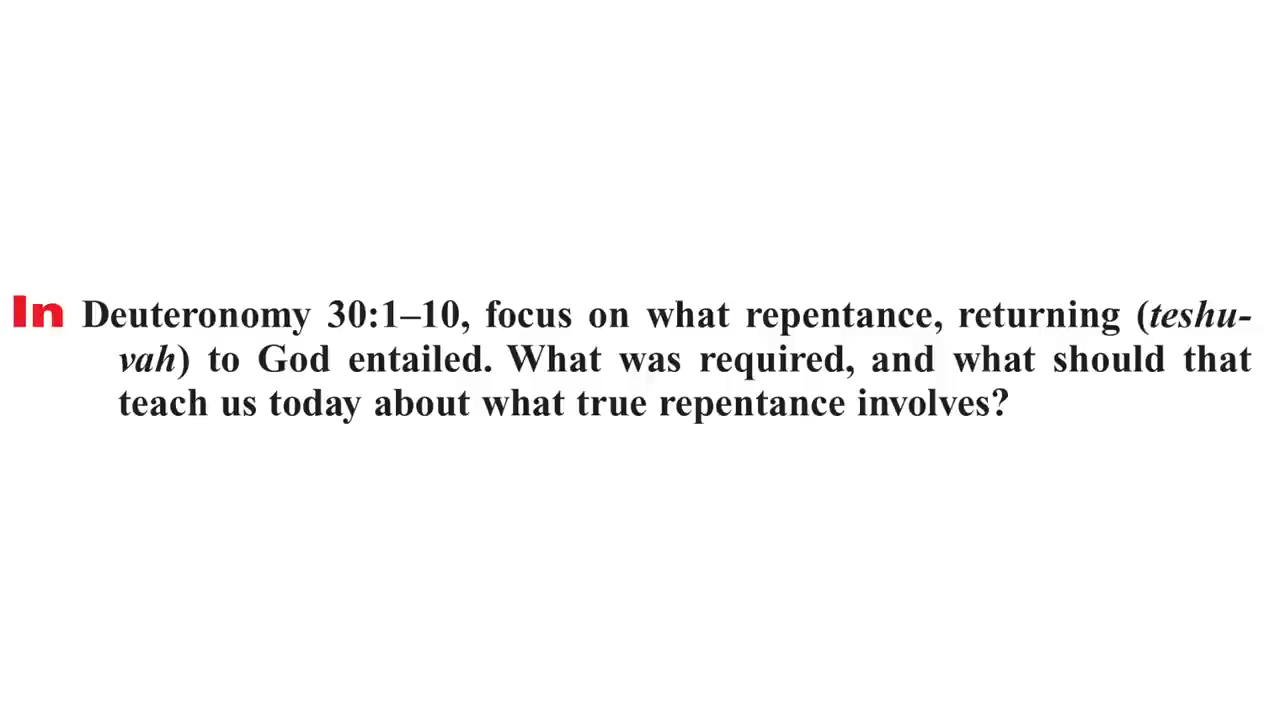 In Deuteronomy 30:1–10, focus on what repentance, returning (teshu-
vah) to God entailed. What was required, and what should that
teach us today about what true repentance involves?